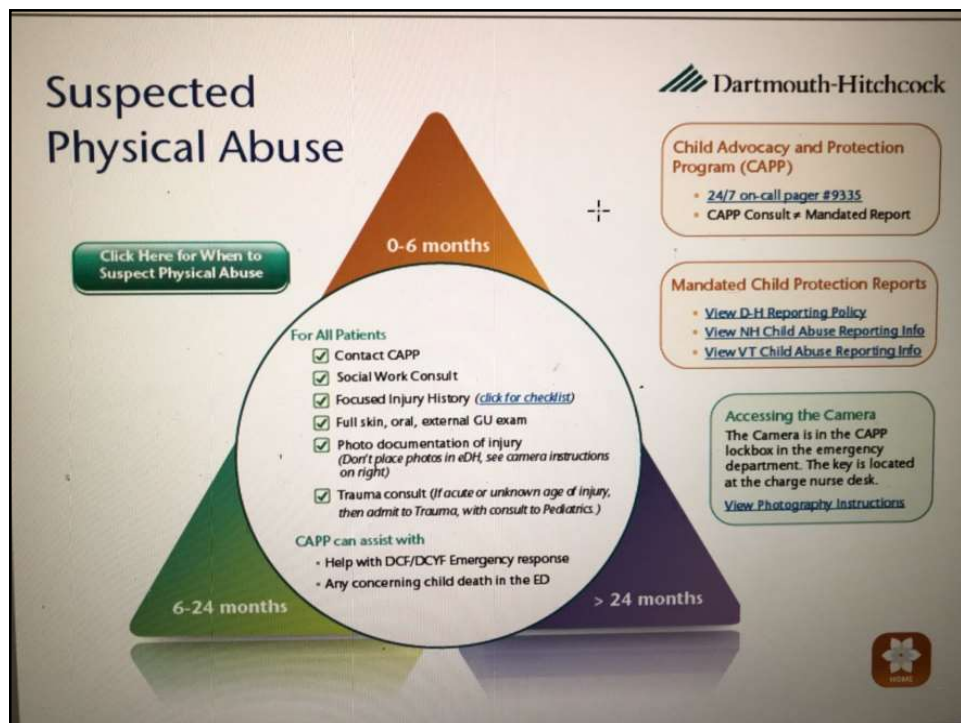 Suspected
Physical Abuse
Dartmouth-Hitchcock
Click Here for When to
Suspect Physical Abuse
0-6 months
For All Patients
Contact CAPP
Social Work Consult
Focused Injury History (click for checklist)
Full skin, oral, external GU exam
Photo documentation of injury
(Don't place photos in eDH, see camera instructions
on right)
Trauma consult (If acute or unknown age of injury,
then admit to Trauma, with consult to Pediatrics.)
CAPP can assist with
- Help with DCF/DCYF Emergency response
- Any concerning child death in the ED
6-24 months
> 24 months
Child Advocacy and Protection
Program (CAPP)
• 24/7 on-call pager #9335
• CAPP Consult ≠ Mandated Report
Mandated Child Protection Reports
• View D-H Reporting Policy
• View NH Child Abuse Reporting Info
• View VT Child Abuse Reporting Info
Accessing the Camera
The Camera is in the CAPP
lockbox in the emergency
department. The key is located
at the charge nurse desk.
View Photography Instructions
HOME